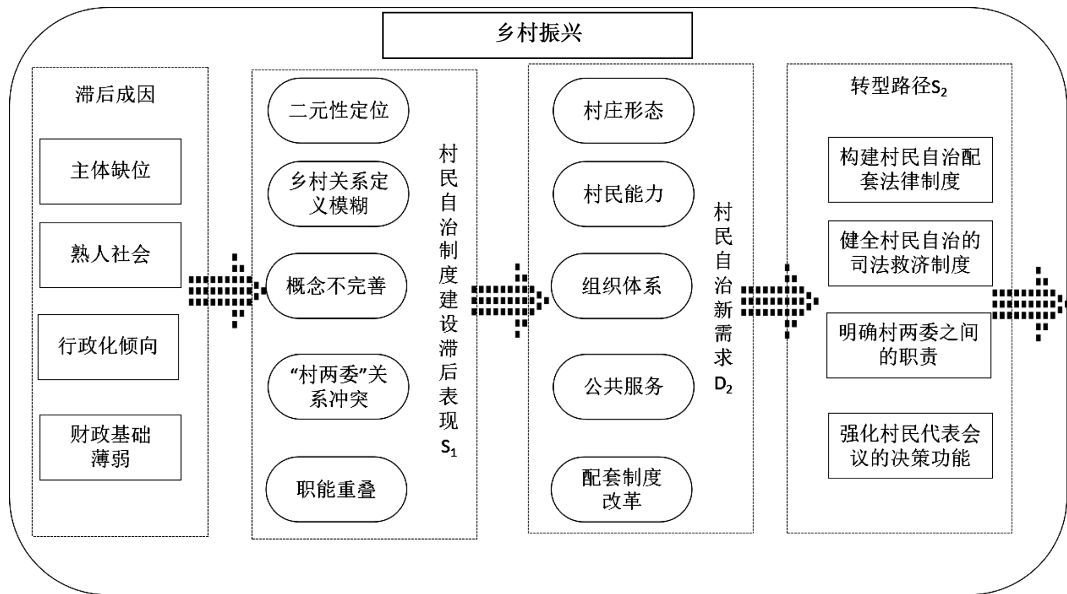 乡村振兴
滞后成因
主体缺位
熟人社会
行政化倾向
财政基础
薄弱
二元性定位
乡村关系定
义模糊
概念不完善
“村两委”关
系冲突
职能重叠
村民自治制度建设滞后表现S₁
村庄形态
村民能力
组织体系
公共服务
配套制度
改革
村民自治新需求D₂
转型路径S₂
构建村民自治配
套法律制度
健全村民自治的
司法救济制度
明确村两委之间
的职责
强化村民代表会
议的决策功能